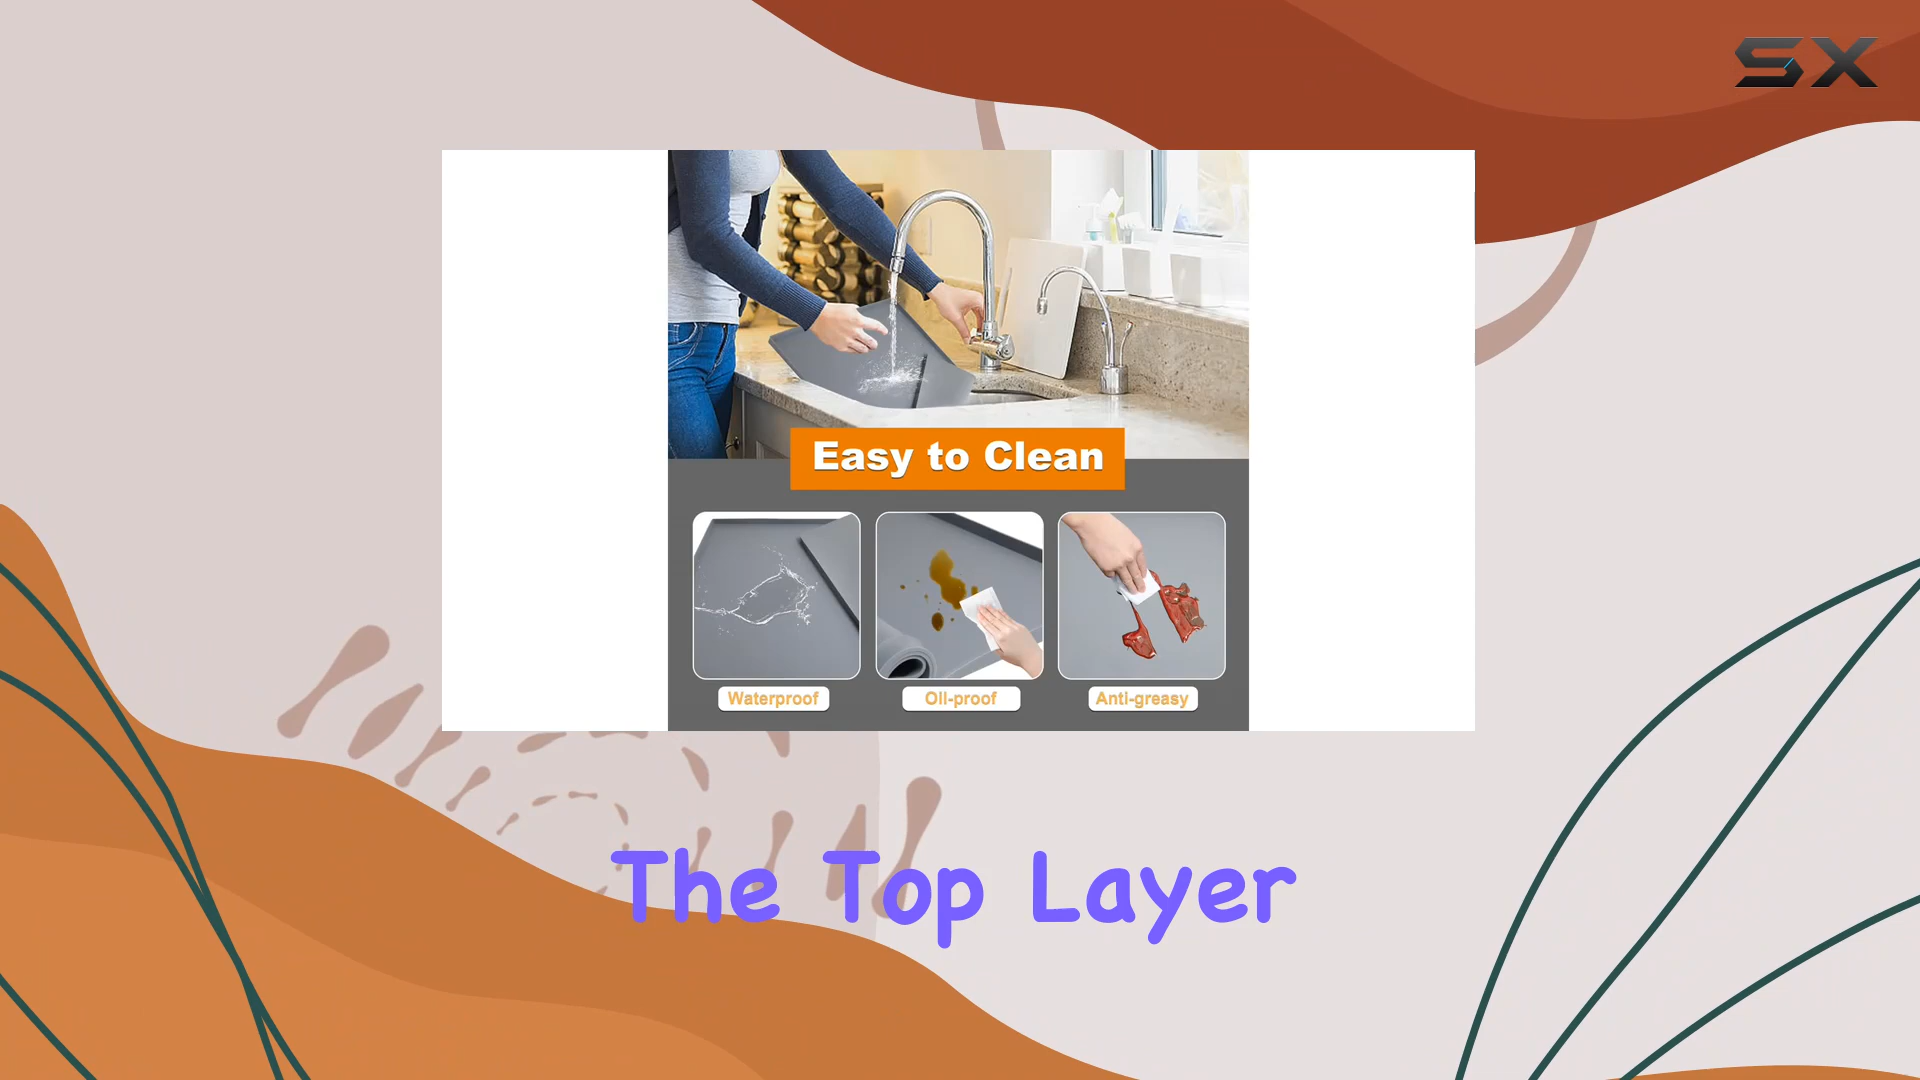 SX
Easy to Clean
Waterproof
Oil-proof
Anti-greasy
The Top Layer